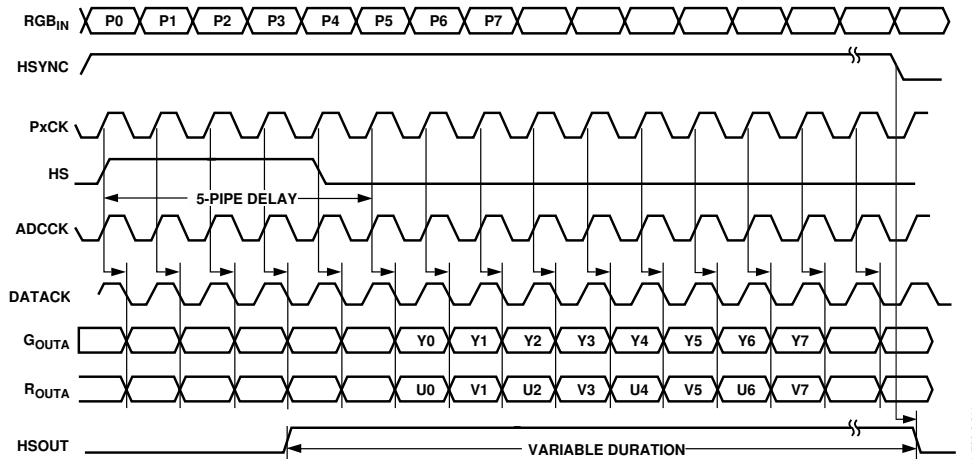 RGBIN P0 P1 P2 P3 P4 P5 P6 P7
HSYNC
PxCK
HS
5-PIPE DELAY
ADCCK
DATACK
GOUTA Y0 Y1 Y2 Y3 Y4 Y5 Y6 Y7
ROUTA U0 V1 U2 V3 U4 V5 U6 V7
HSOUT
VARIABLE DURATION